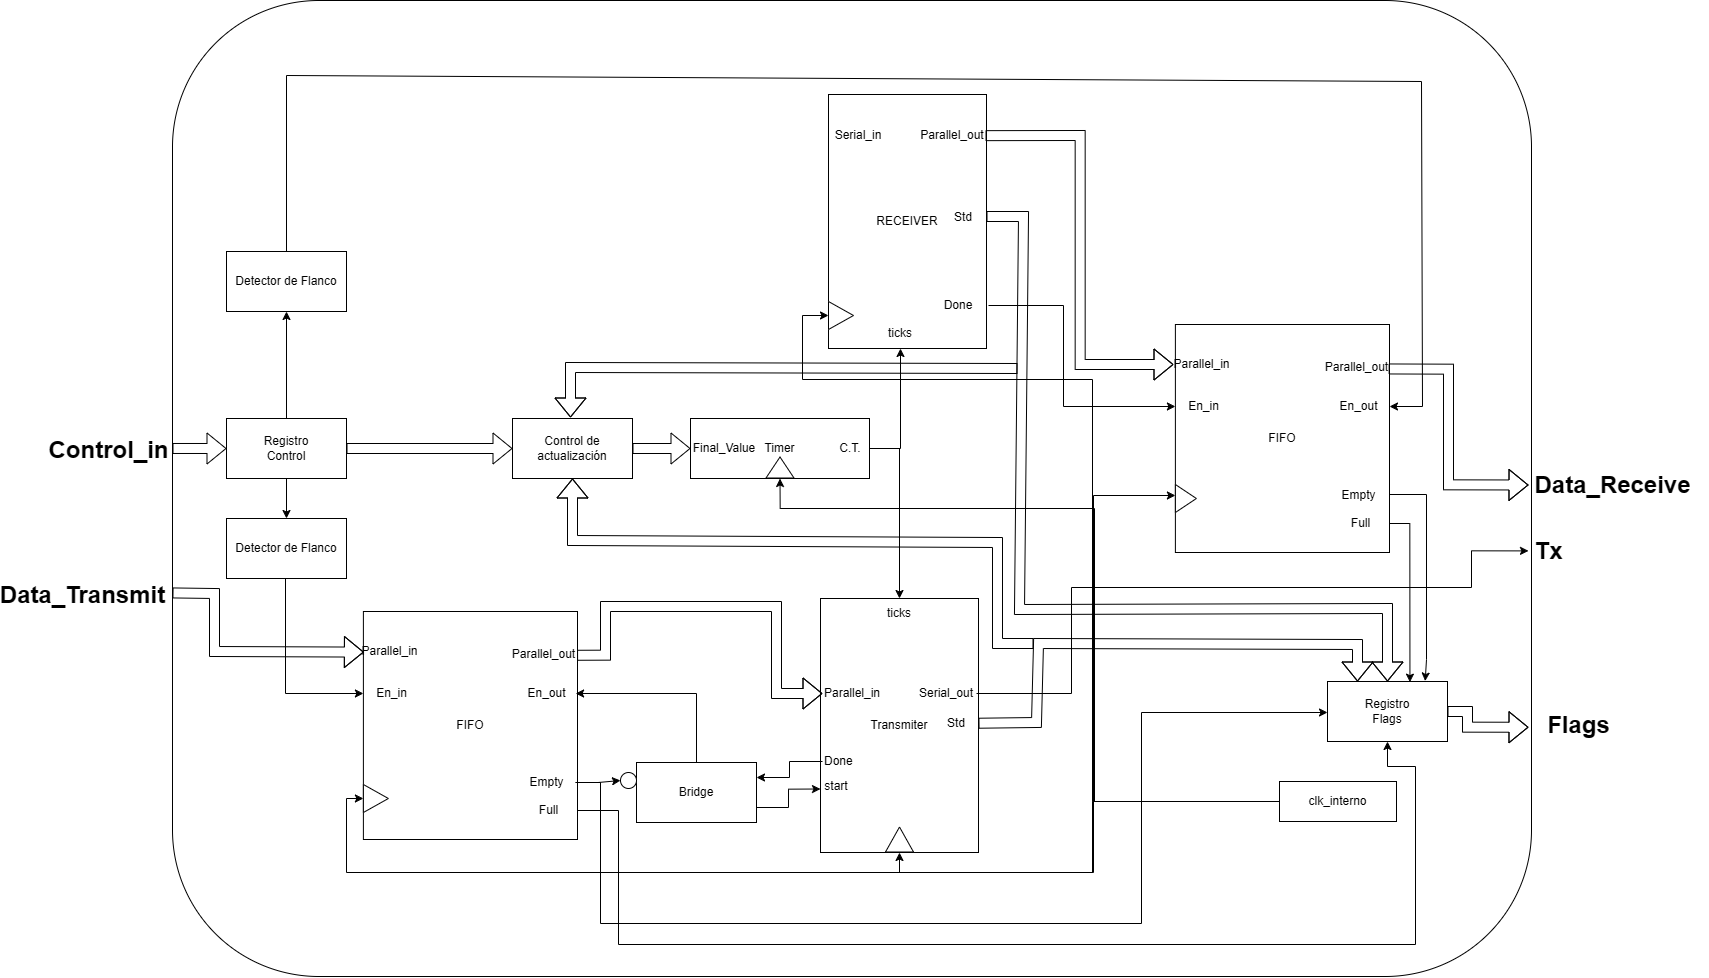 Serial_in
Parallel_out
RECEIVER
Std
Done
ticks
Detector de Flanco
Parallel_in
Parallel_out
En_in
En_out
FIFO
Empty
Full
Control_in
Registro
Control
Control de
actualización
Final_Value
Timer
C.T.
Data_Receive
Detector de Flanco
Tx
Data_Transmit
ticks
Parallel_in
Parallel_out
En_in
En_out
FIFO
Empty
Full
Bridge
Parallel_in
Serial_out
Transmiter
Std
Done
start
Registro
Flags
Flags
clk_interno